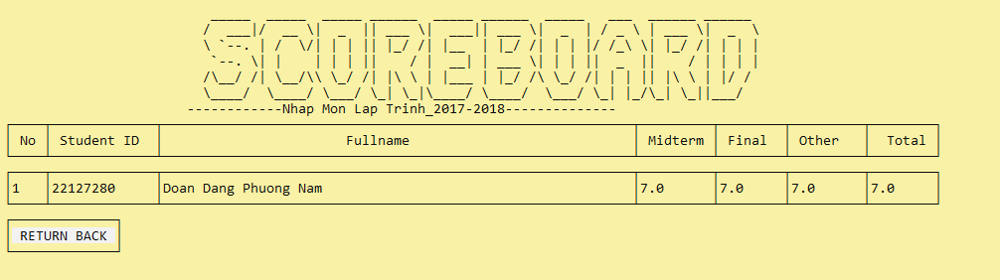 SCOREBOARD
------------Nhap Mon Lap Trinh_2017-2018--------------
No Student ID Fullname Midterm Final Other Total
1 22127280 Doan Dang Phuong Nam 7.0 7.0 7.0 7.0
RETURN BACK